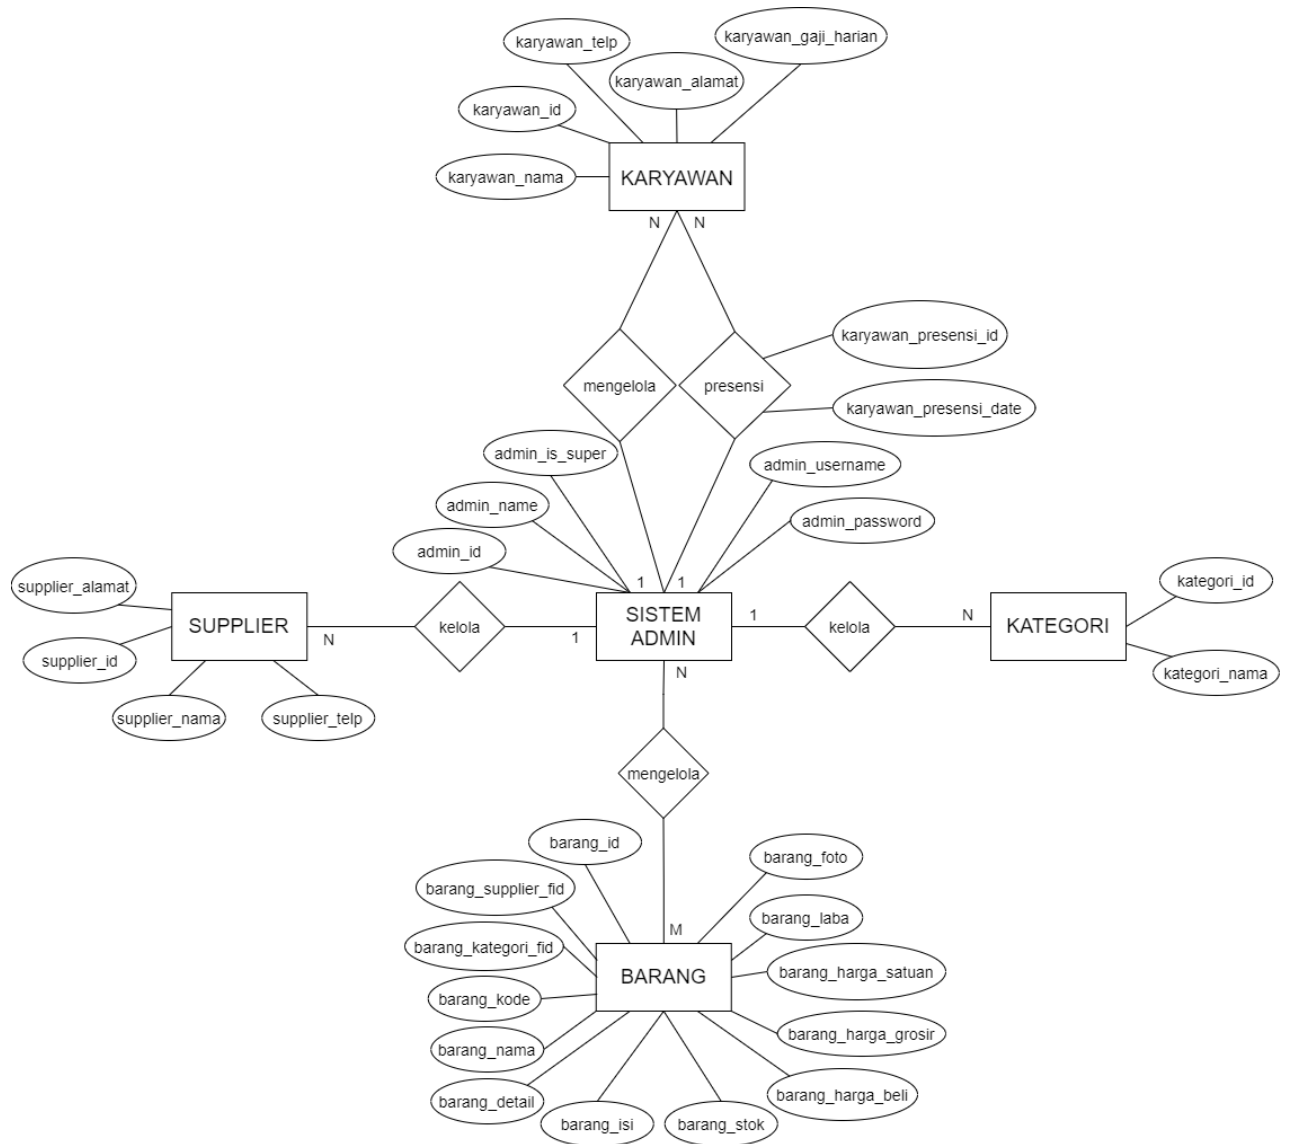 karyawan_gaji_harian
karyawan_telp
karyawan_alamat
karyawan_id
karyawan_nama
KARYAWAN
N
N
karyawan_presensi_id
mengelola
presensi
karyawan_presensi_date
admin_is_super
admin_username
admin_name
admin_password
admin_id
1
1
supplier_alamat
kategori_id
SUPPLIER
N
kelola
1
SISTEM
ADMIN
1
kelola
N
KATEGORI
supplier_id
kategori_nama
N
supplier_nama
supplier_telp
mengelola
barang_id
barang_foto
barang_supplier_fid
barang_laba
M
barang_kategori_fid
BARANG
barang_harga_satuan
barang_kode
barang_harga_grosir
barang_nama
barang_harga_beli
barang_detail
barang_isi
barang_stok